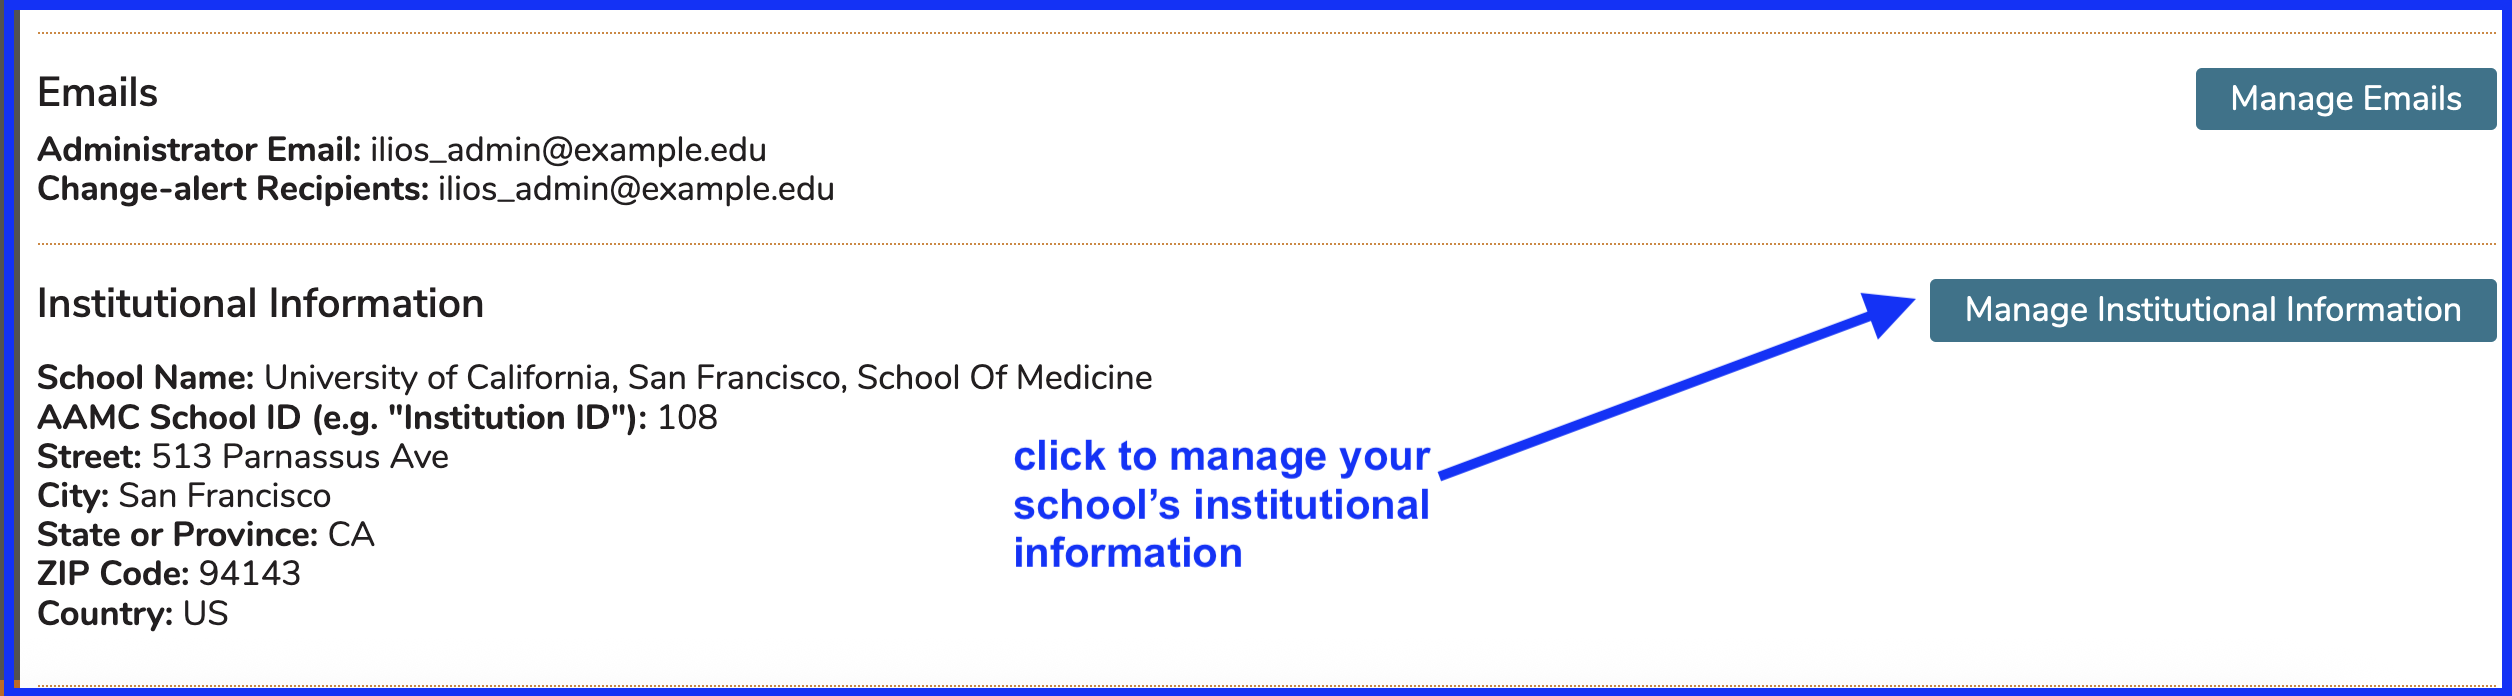 Emails
Manage Emails
Administrator Email: ilios_admin@example.edu
Change-alert Recipients: ilios_admin@example.edu
Institutional Information
Manage Institutional Information
School Name: University of California, San Francisco, School Of Medicine
AAMC School ID (e.g. "Institution ID"): 108
Street: 513 Parnassus Ave
City: San Francisco
State or Province: CA
ZIP Code: 94143
Country: US
click to manage your
school’s institutional
information